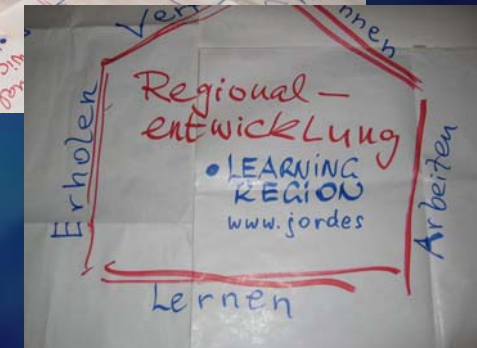 Regional-
entwicklung
• LEARNING
REGION
www.jordes
Erholen
Arbeiten
Lernen